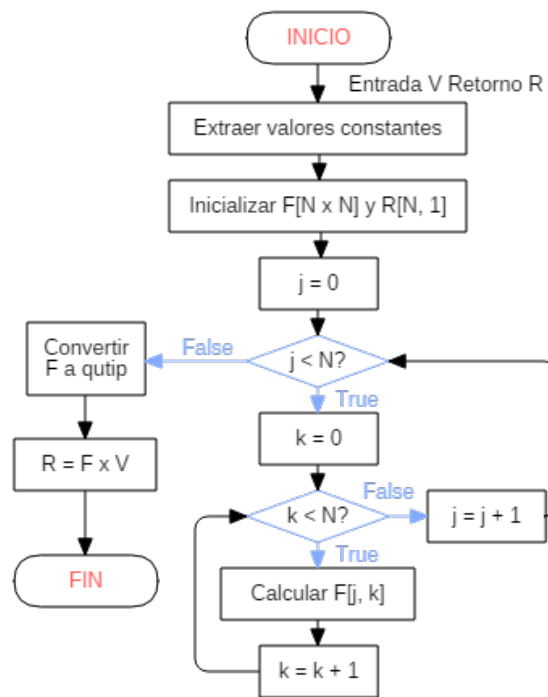 INICIO
Entrada V Retorno R
Extraer valores constantes
Inicializar F[N x N] y R[N, 1]
j = 0
False
Convertir
F a qutip
j < N?
True
k = 0
R = F x V
False
k < N?
j = j + 1
True
FIN
Calcular F[j, k]
k = k + 1